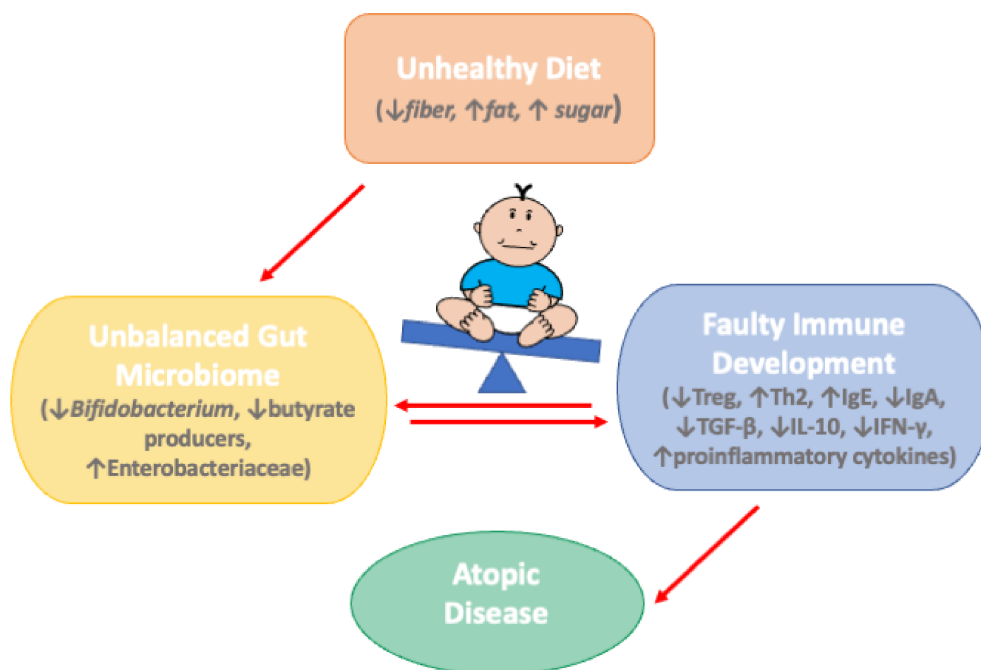 Unhealthy Diet
(↓fiber, ↑fat, ↑ sugar)
Unbalanced Gut
Microbiome
(↓Bifidobacterium, ↓butyrate
producers,
↑Enterobacteriaceae)
Faulty Immune
Development
(↓Treg, ↑Th2, ↑IgE, ↓IgA,
↓TGF-β, ↓IL-10, ↓IFN-γ,
↑proinflammatory cytokines)
Atopic
Disease